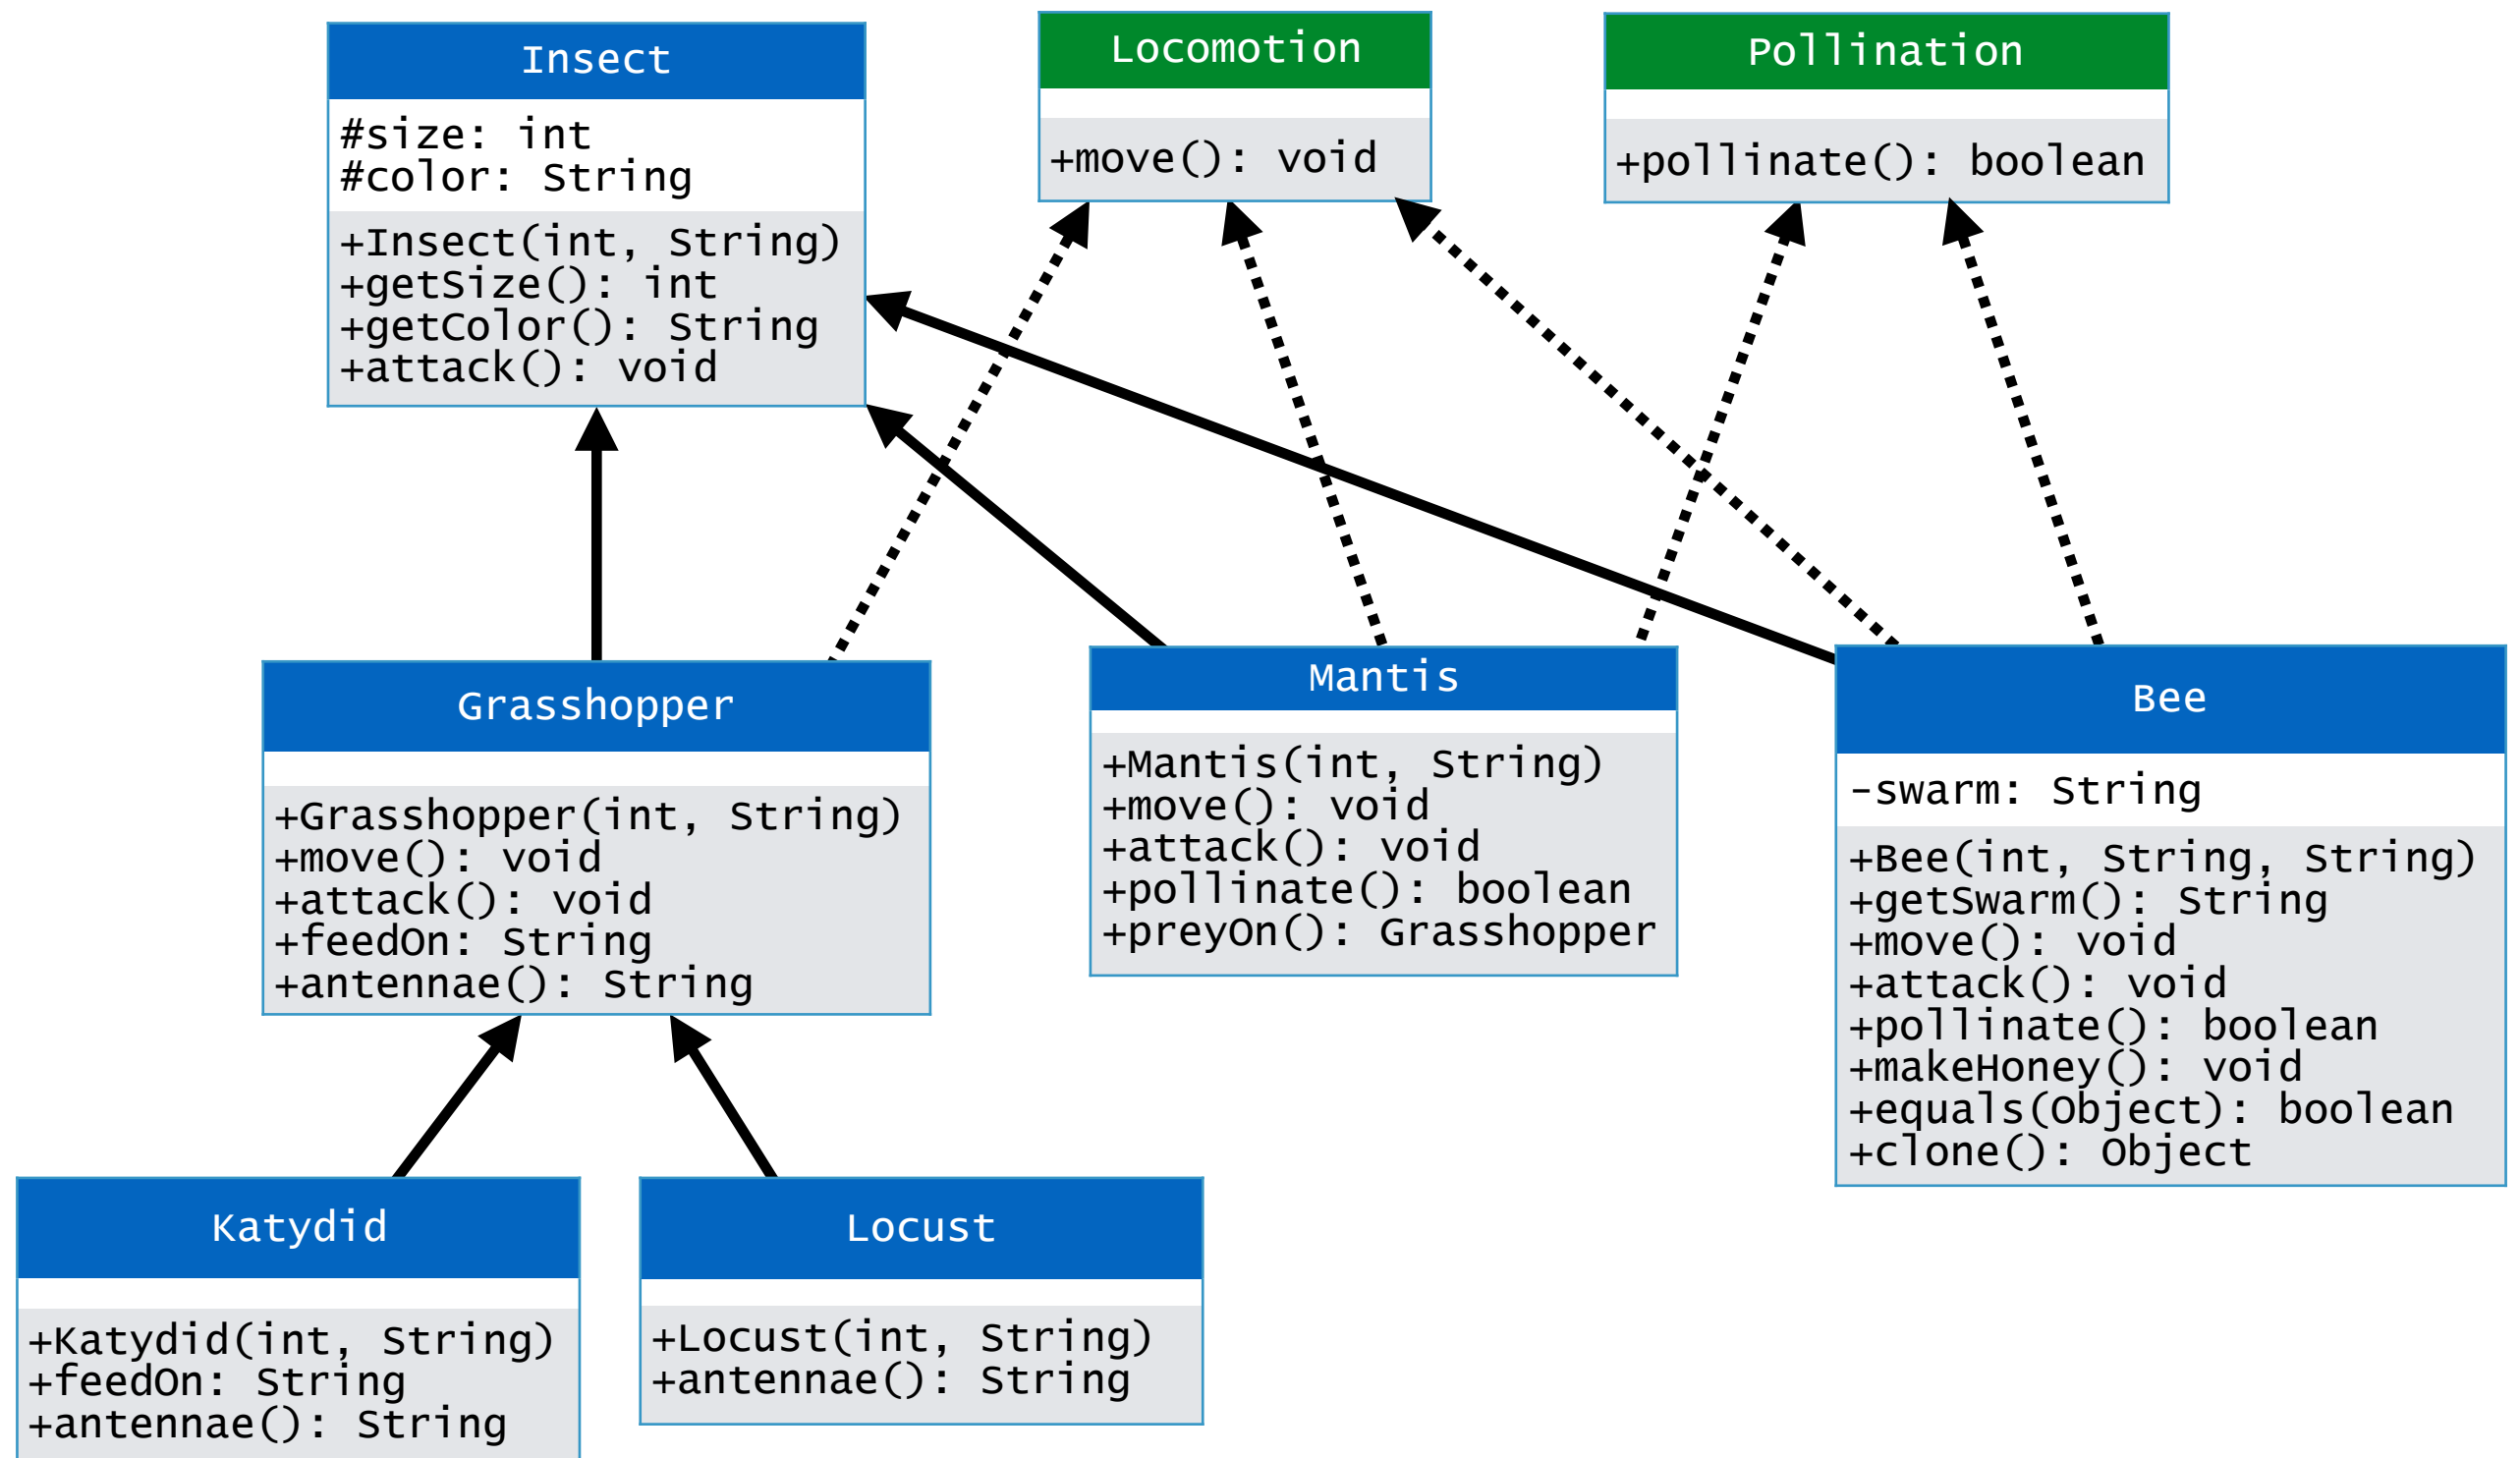 Insect
#size: int
#color: String
+Insect(int, String)
+getSize(): int
+getColor(): String
+attack(): void
Locomotion
+move(): void
Pollination
+pollinate(): boolean
Grasshopper
+Grasshopper(int, String)
+move(): void
+attack(): void
+feedOn: String
+antennae(): String
Mantis
+Mantis(int, String)
+move(): void
+attack(): void
+pollinate(): boolean
+preyOn(): Grasshopper
Bee
-swarm: String
+Bee(int, String, String)
+getSwarm(): String
+move(): void
+attack(): void
+pollinate(): boolean
+makeHoney(): void
+equals(Object): boolean
+clone(): Object
Katydid
+Katydid(int, String)
+feedOn: String
+antennae(): String
Locust
+Locust(int, String)
+antennae(): String